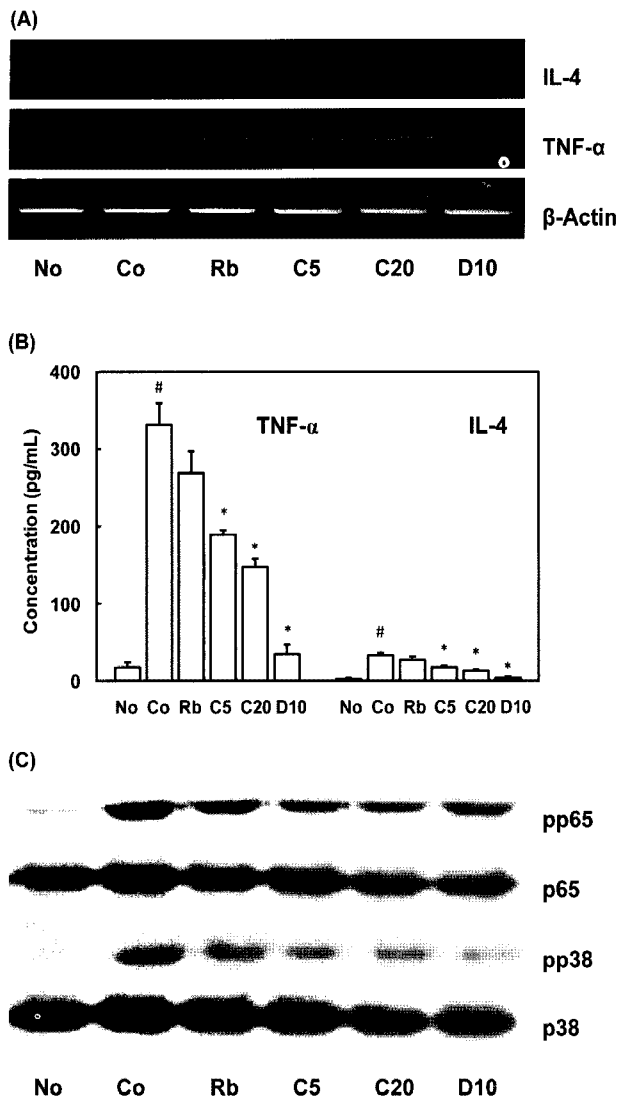 (A)
IL-4
TNF-α
β-Actin
No Co Rb C5 C20 D10
(B)
400
300
200
100
0
Concentration (pg/mL)
#
*
*
*
TNF-α
IL-4
#
*
*
*
No Co Rb C5 C20 D10 No Co Rb C5 C20 D10
(C)
pp65
p65
pp38
p38
No Co Rb C5 C20 D10